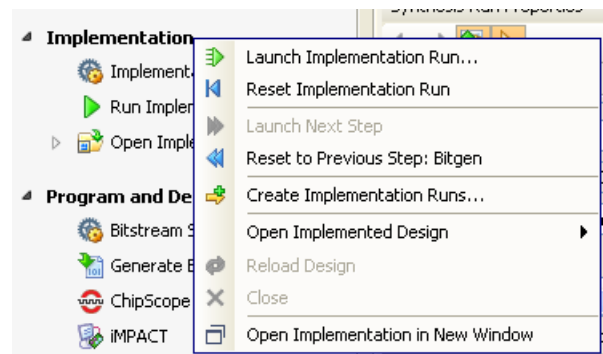 Synthesis Run Properties
Implementation
Launch Implementation Run...
Reset Implementation Run
Run Imple
Launch Next Step
Open Imple
Reset to Previous Step: Bitgen
Program and De
Create Implementation Runs...
Bitstream S
Open Implemented Design
Generate B
Reload Design
ChipScope
Close
iMPACT
Open Implementation in New Window